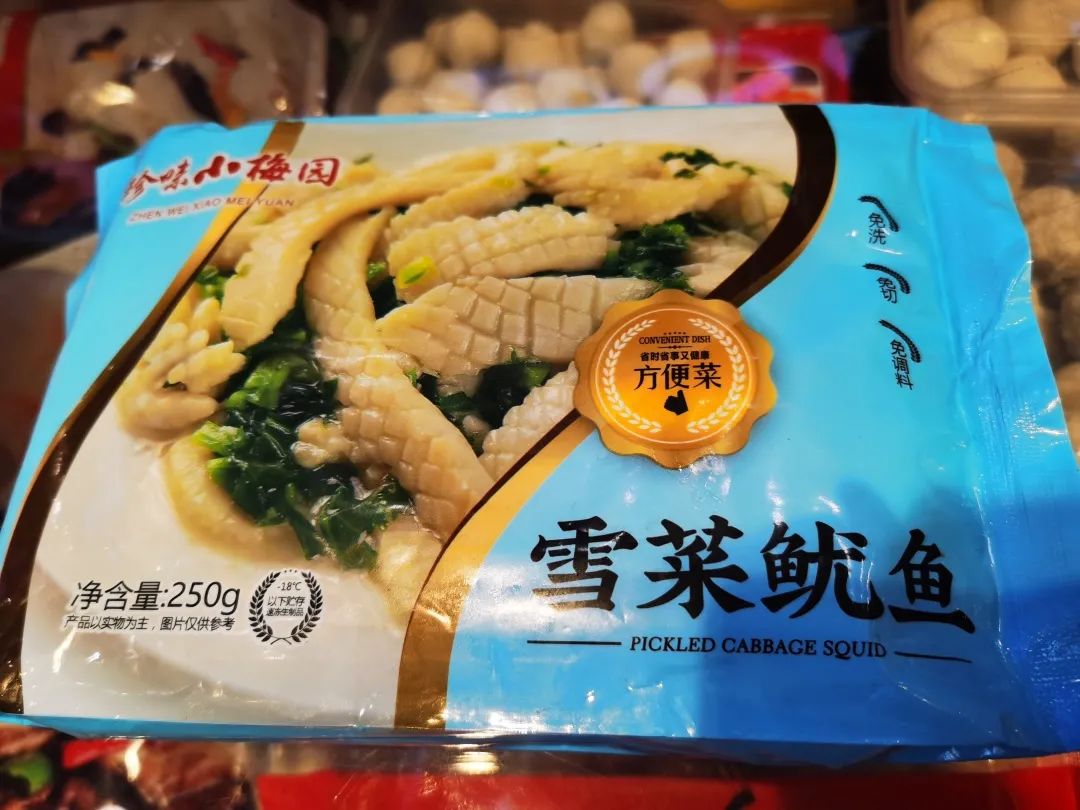 珍味小梅园
ZHEN WEI XIAO MEI YUAN
免洗
免切
免调料
CONVENIENT DISH
省时省事又健康
方便菜
雪菜鱿鱼
PICKLED CABBAGE SQUID
净含量:250g
产品以实物为主，图片仅供参考
-18℃
以下贮存
速冻生制品